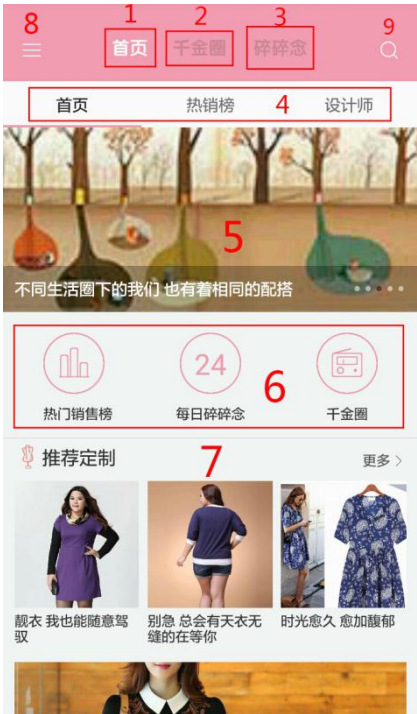 8 1 2 3 9
首页 千金圈 碎碎念
首页 热销榜 4 设计师
5
不同生活圈下的我们 也有着相同的配搭
24
6
热门销售榜 每日碎碎念 千金圈
7
推荐定制 更多
靓衣 我也能随意驾
驭
别急 总会有天衣无
缝的在等你
时光愈久 愈加馥郁